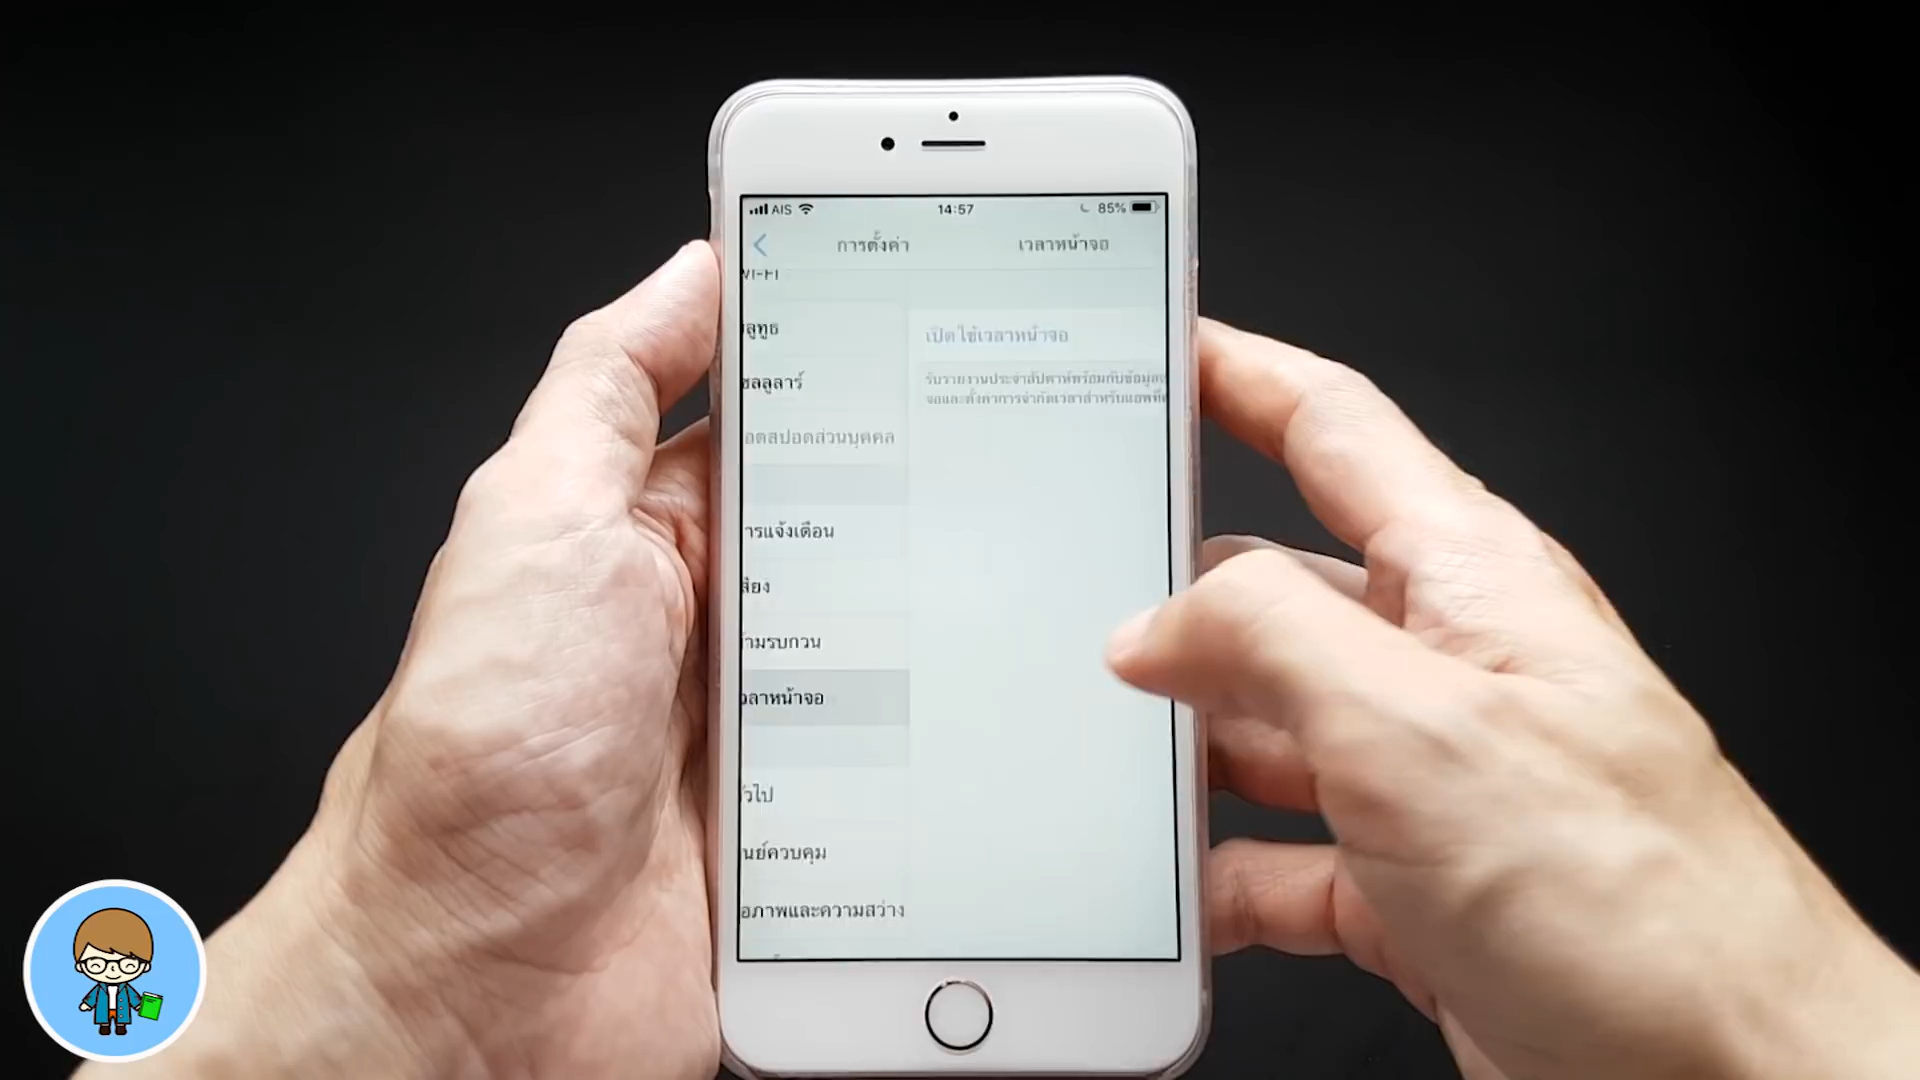 AIS 14:57 85%
การตั้งค่า เวลาหน้าจอ
WI-FI
ลูทูธ
เปิดใช้เวลาหน้าจอ
ซลลูลาร์
รับรายงานประจำสัปดาห์พร้อมกับข้อมูล
จอและตั้งค่าการจำกัดเวลาสำหรับแอพที่
อตสปอตส่วนบุคคล
ารแจ้งเตือน
สียง
ามรบกวน
วลาหน้าจอ
ั่วไป
นย์ควบคุม
อภาพและความสว่าง